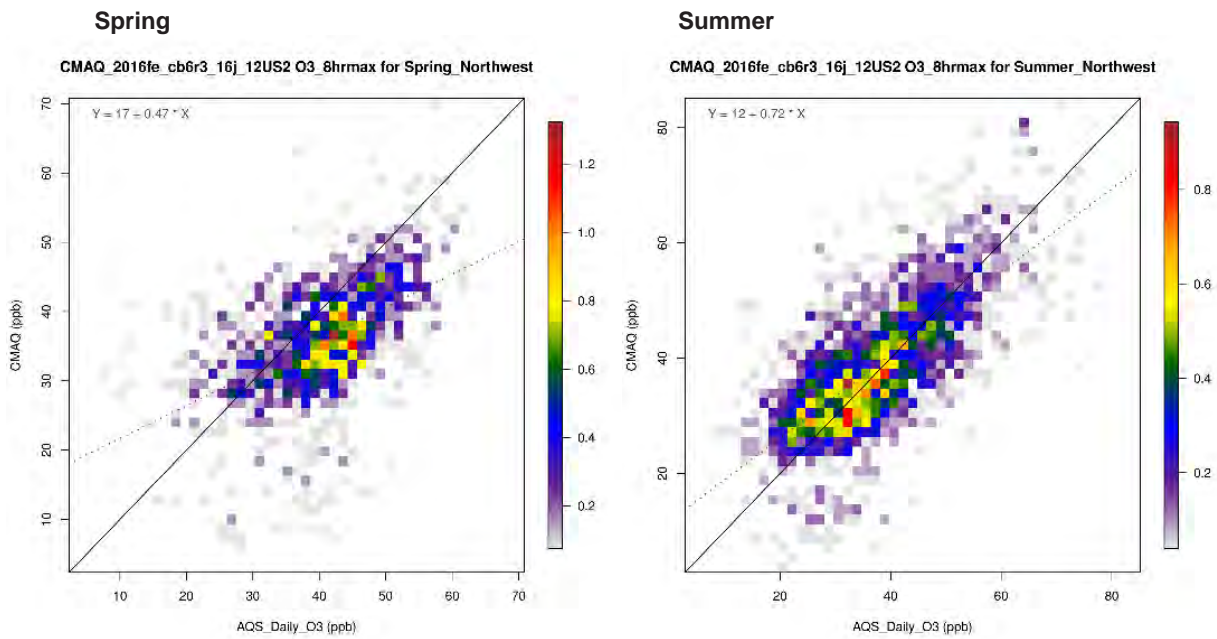 Spring
CMAQ_2016fe_cb6r3_16j_12US2 O3_8hrmax for Spring_Northwest
Y = 17 + 0.47 * X
70
60
50
40
30
20
10
CMAQ (ppb)
10 20 30 40 50 60 70
AQS_Daily_O3 (ppb)
1.2
1.0
0.8
0.6
0.4
0.2
Summer
CMAQ_2016fe_cb6r3_16j_12US2 O3_8hrmax for Summer_Northwest
Y = 12 + 0.72 * X
80
60
40
20
CMAQ (ppb)
20 40 60 80
AQS_Daily_O3 (ppb)
0.8
0.6
0.4
0.2